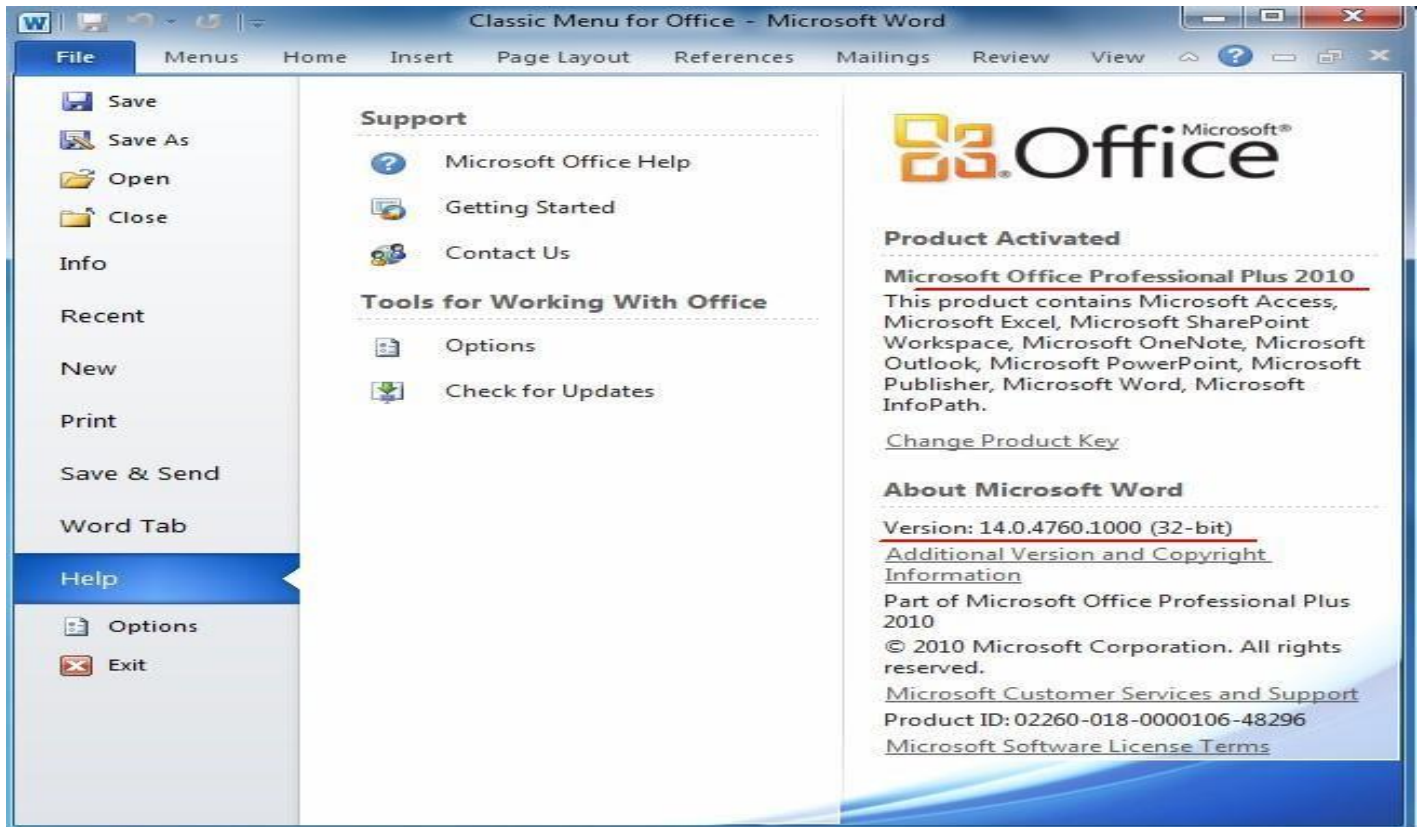 Classic Menu for Office - Microsoft Word
File Menus Home Insert Page Layout References Mailings Review View
Save
Save As
Open
Close
Info
Recent
New
Print
Save & Send
Word Tab
Help
Options
Exit
Support
Microsoft Office Help
Getting Started
Contact Us
Tools for Working With Office
Options
Check for Updates
Microsoft®
Office
Product Activated
Microsoft Office Professional Plus 2010
This product contains Microsoft Access,
Microsoft Excel, Microsoft SharePoint
Workspace, Microsoft OneNote, Microsoft
Outlook, Microsoft PowerPoint, Microsoft
Publisher, Microsoft Word, Microsoft
InfoPath.
Change Product Key
About Microsoft Word
Version: 14.0.4760.1000 (32-bit)
Additional Version and Copyright
Information
Part of Microsoft Office Professional Plus
2010
© 2010 Microsoft Corporation. All rights
reserved.
Microsoft Customer Services and Support
Product ID: 02260-018-0000106-48296
Microsoft Software License Terms